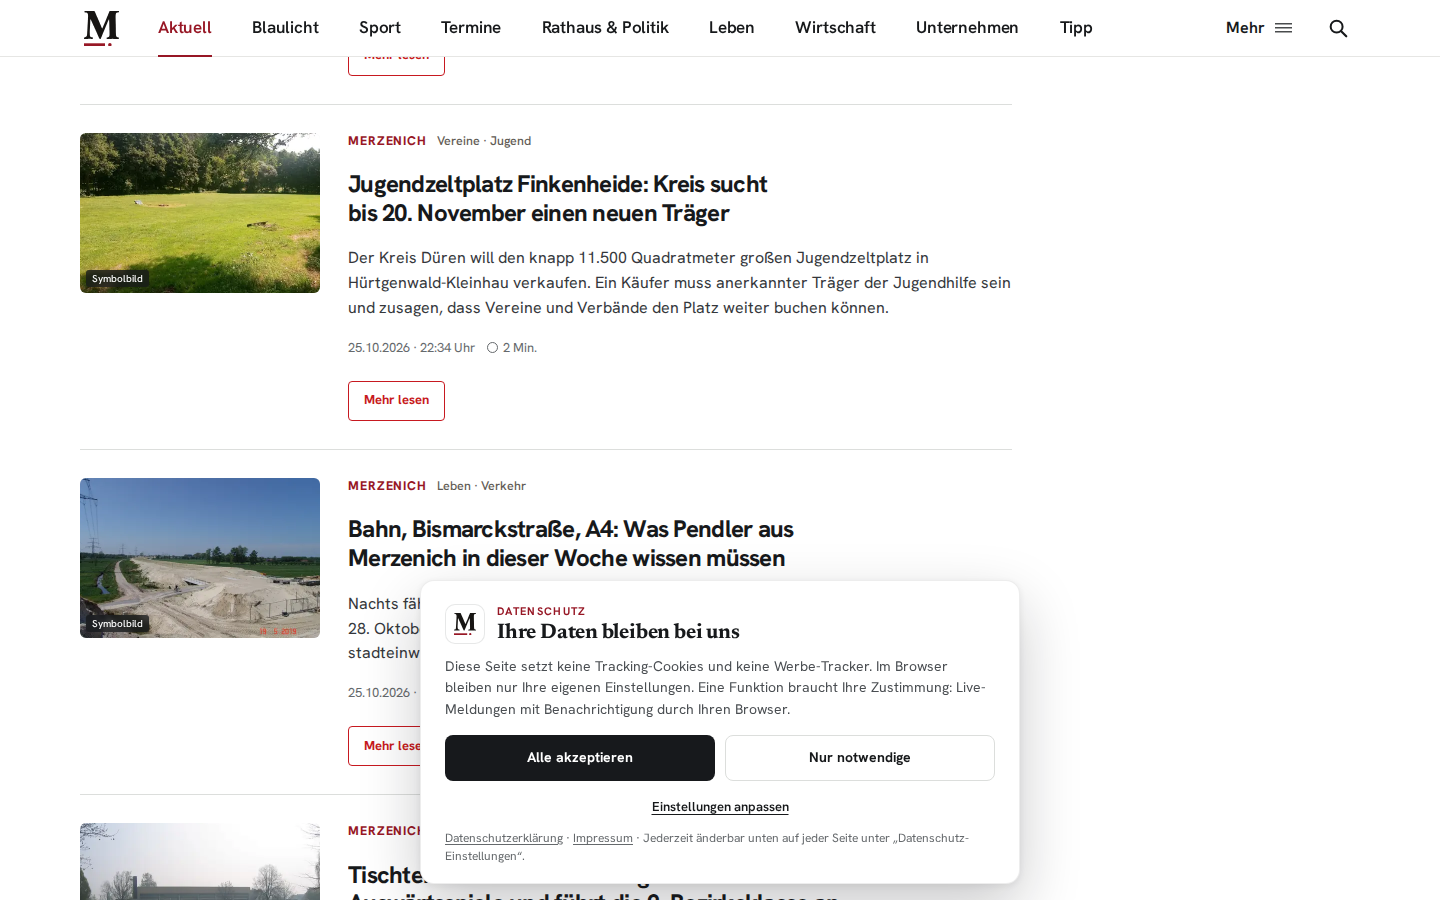 M Aktuell Blaulicht Sport Termine Rathaus & Politik Leben Wirtschaft Unternehmen Tipp Mehr
MERZENICH Vereine · Jugend
Jugendzeltplatz Finkenheide: Kreis sucht
bis 20. November einen neuen Träger
Der Kreis Düren will den knapp 11.500 Quadratmeter großen Jugendzeltplatz in
Hürtgenwald-Kleinhau verkaufen. Ein Käufer muss anerkannter Träger der Jugendhilfe sein
und zusagen, dass Vereine und Verbände den Platz weiter buchen können.
Symbolbild
25.10.2026 · 22:34 Uhr 2 Min.
Mehr lesen
MERZENICH Leben · Verkehr
Bahn, Bismarckstraße, A4: Was Pendler aus
Merzenich in dieser Woche wissen müssen
Nachts
28.
Symbolbild
25.10.2026 ·
Mehr
M
DATENSCHUTZ
Ihre Daten bleiben bei uns
Diese Seite setzt keine Tracking-Cookies und keine Werbe-Tracker. Im Browser
bleiben nur Ihre eigenen Einstellungen. Eine Funktion braucht Ihre Zustimmung: Live-
Meldungen mit Benachrichtigung durch Ihren Browser.
Alle akzeptieren
Nur notwendige
Einstellungen anpassen
Datenschutzerklärung · Impressum · Jederzeit änderbar unten auf jeder Seite unter „Datenschutz-
Einstellungen“.
MERZENICH